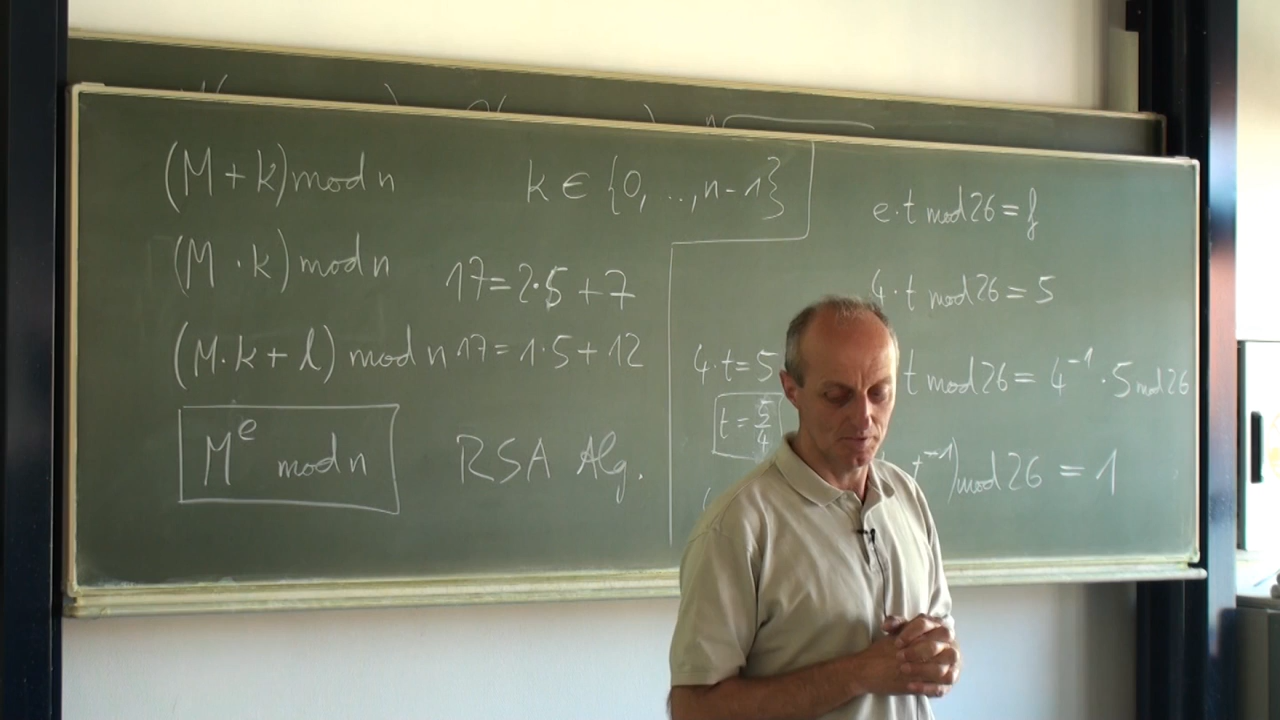 (M + k) mod n
k ∈ {0, ..., n-1}
(M · k) mod n
17 = 2·5 + 7
(M·k + l) mod n
17 = 1·5 + 12
M^e mod n
RSA Alg.
e·t mod 26 = f
4·t mod 26 = 5
4·t = 5
t mod 26 = 4^-1 · 5 mod 26
t = 5/4
t^-1) mod 26 = 1